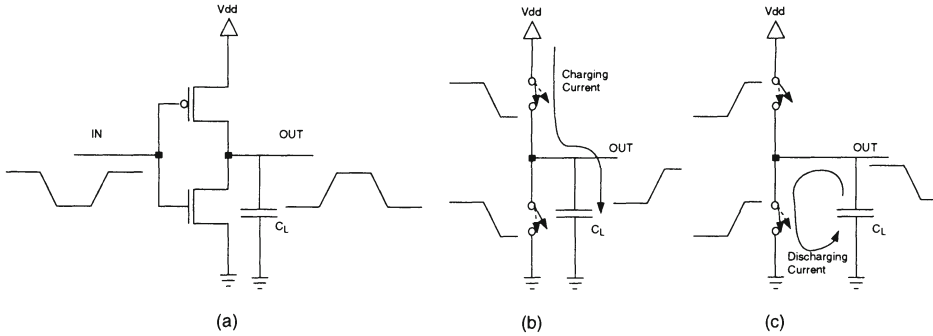 Vdd
IN
OUT
CL
(a)
Vdd
Charging
Current
OUT
CL
(b)
Vdd
OUT
CL
Discharging
Current
(c)